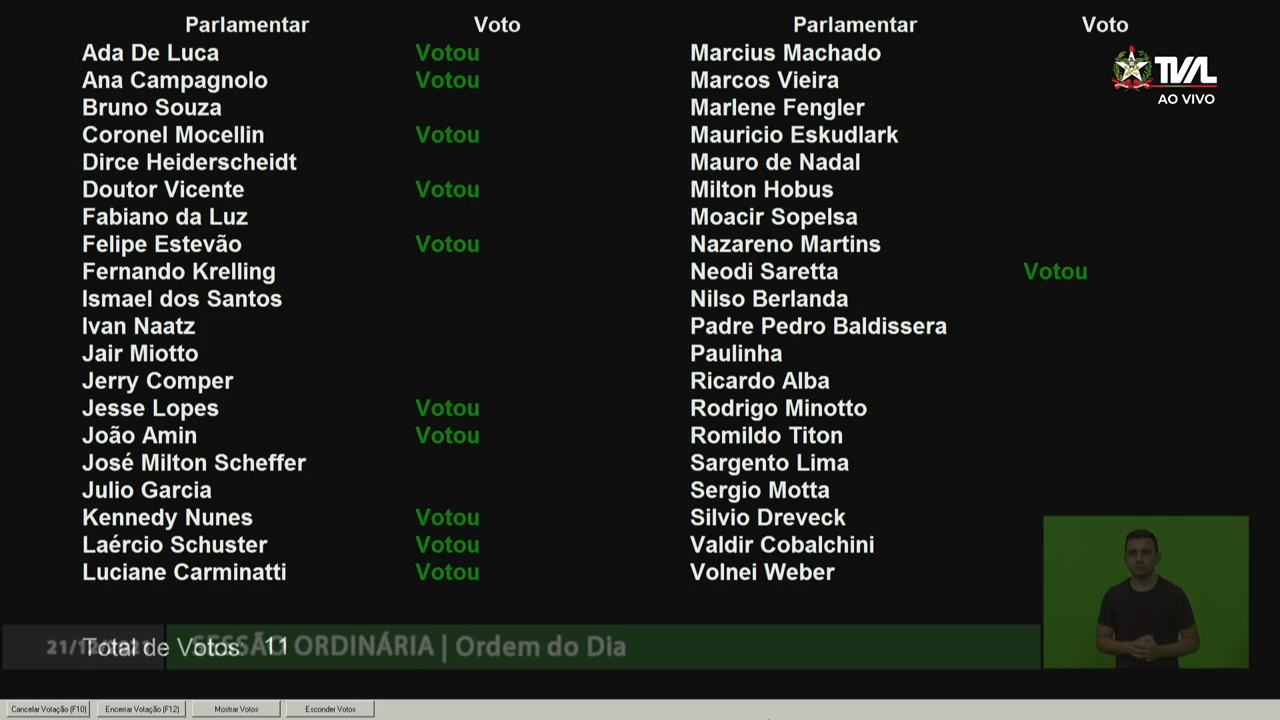 Parlamentar Voto Parlamentar Voto
Ada De Luca Votou Marcius Machado
Ana Campagnolo Votou Marcos Vieira
Bruno Souza Marlene Fengler
Coronel Mocellin Votou Mauricio Eskudlark
Dirce Heiderscheidt Mauro de Nadal
Doutor Vicente Votou Milton Hobus
Fabiano da Luz Moacir Sopelsa
Felipe Estevão Votou Nazareno Martins
Fernando Krelling Neodi Saretta Votou
Ismael dos Santos Nilso Berlanda
Ivan Naatz Padre Pedro Baldissera
Jair Miotto Paulinha
Jerry Comper Ricardo Alba
Jesse Lopes Votou Rodrigo Minotto
João Amin Votou Romildo Titon
José Milton Scheffer Sargento Lima
Julio Garcia Sergio Motta
Kennedy Nunes Votou Silvio Dreveck
Laércio Schuster Votou Valdir Cobalchini
Luciane Carminatti Votou Volnei Weber
TVAL
AO VIVO
Total de Votos: 11
SESSÃO ORDINÁRIA | Ordem do Dia
Cancelar Votação (F10) Encerrar Votação (F12) Mostrar Votos Esconder Votos